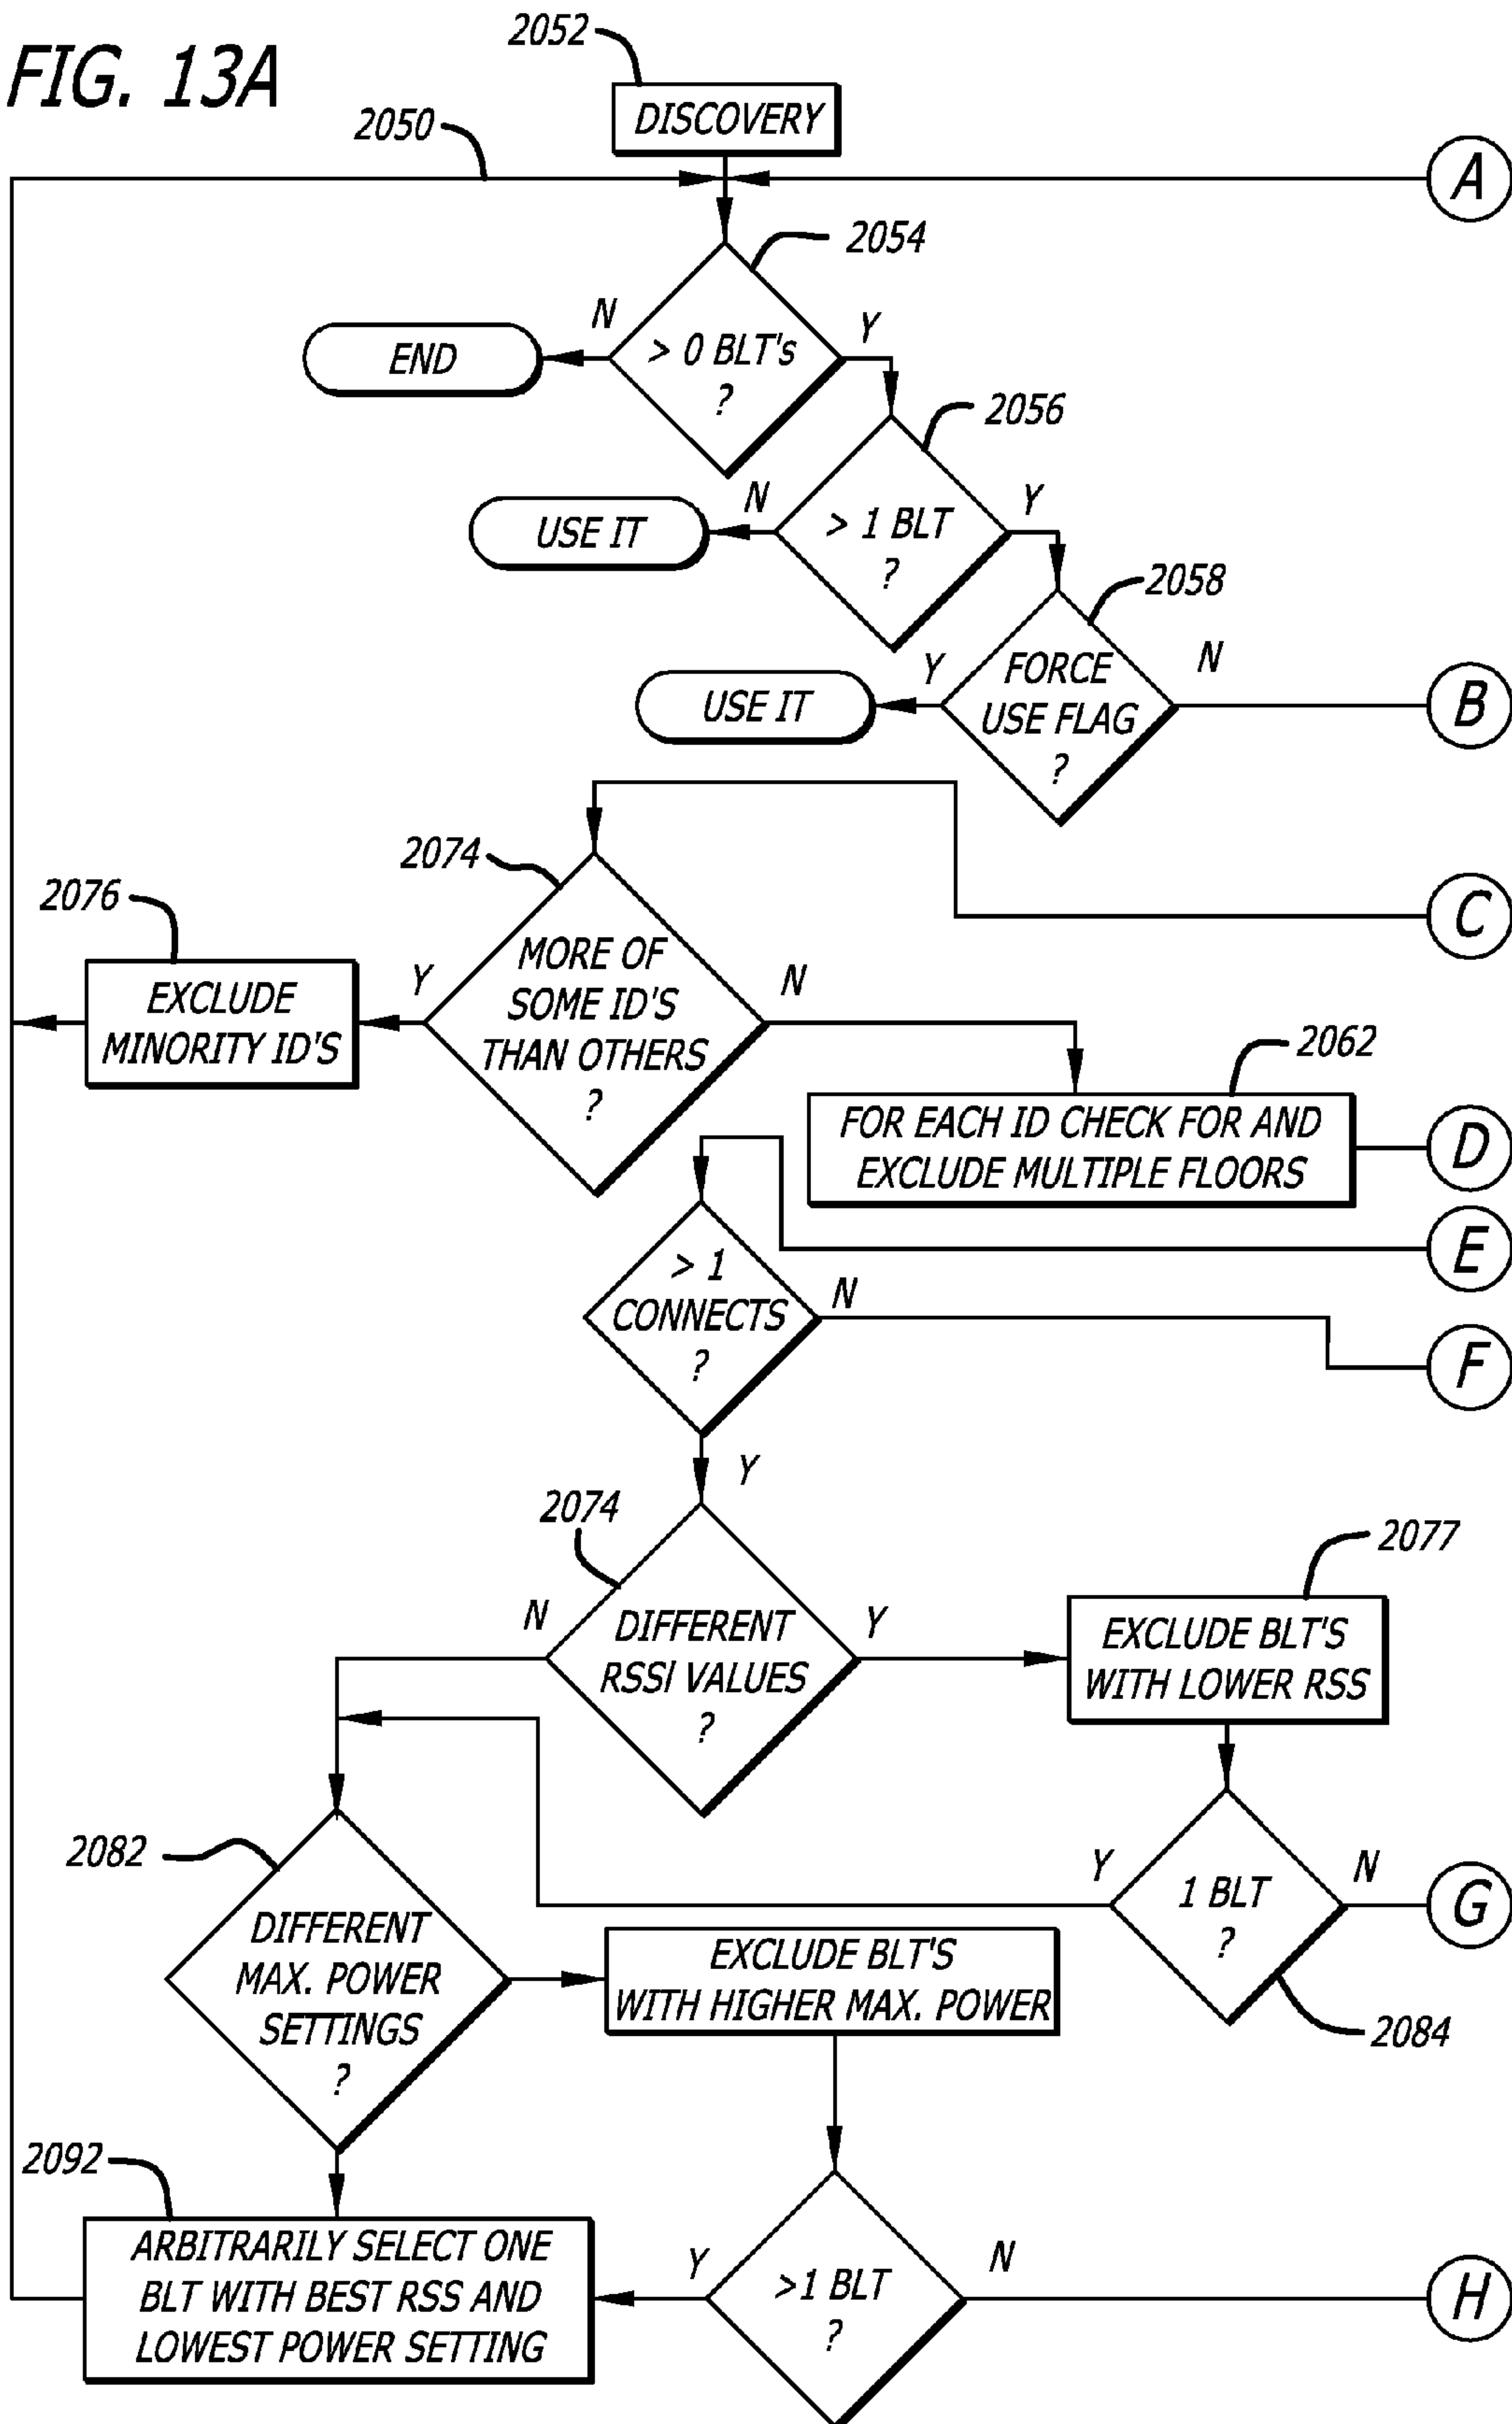 FIG. 13A
2052
DISCOVERY
2050
A
2054
N
Y
> 0 BLT's
?
END
2056
N
Y
> 1 BLT
?
USE IT
2058
Y
N
FORCE
USE FLAG
?
USE IT
B
2074
2076
C
MORE OF
SOME ID'S
THAN OTHERS
?
Y
N
EXCLUDE
MINORITY ID'S
2062
FOR EACH ID CHECK FOR AND
EXCLUDE MULTIPLE FLOORS
D
E
> 1
CONNECTS
?
N
F
Y
2074
2077
N
DIFFERENT
RSSI VALUES
?
Y
EXCLUDE BLT'S
WITH LOWER RSS
2082
Y
1 BLT
?
N
G
DIFFERENT
MAX. POWER
SETTINGS
?
EXCLUDE BLT'S
WITH HIGHER MAX. POWER
2084
2092
ARBITRARILY SELECT ONE
BLT WITH BEST RSS AND
LOWEST POWER SETTING
Y
>1 BLT
?
N
H